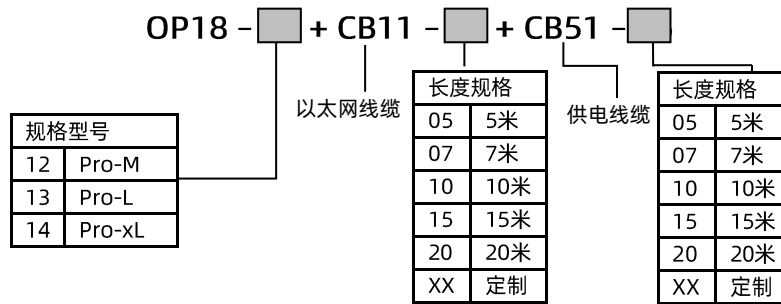 OP18 – + CB11 – + CB51 –
以太网线缆
供电线缆
规格型号
12 Pro-M
13 Pro-L
14 Pro-xL
长度规格
05 5米
07 7米
10 10米
15 15米
20 20米
XX 定制
长度规格
05 5米
07 7米
10 10米
15 15米
20 20米
XX 定制